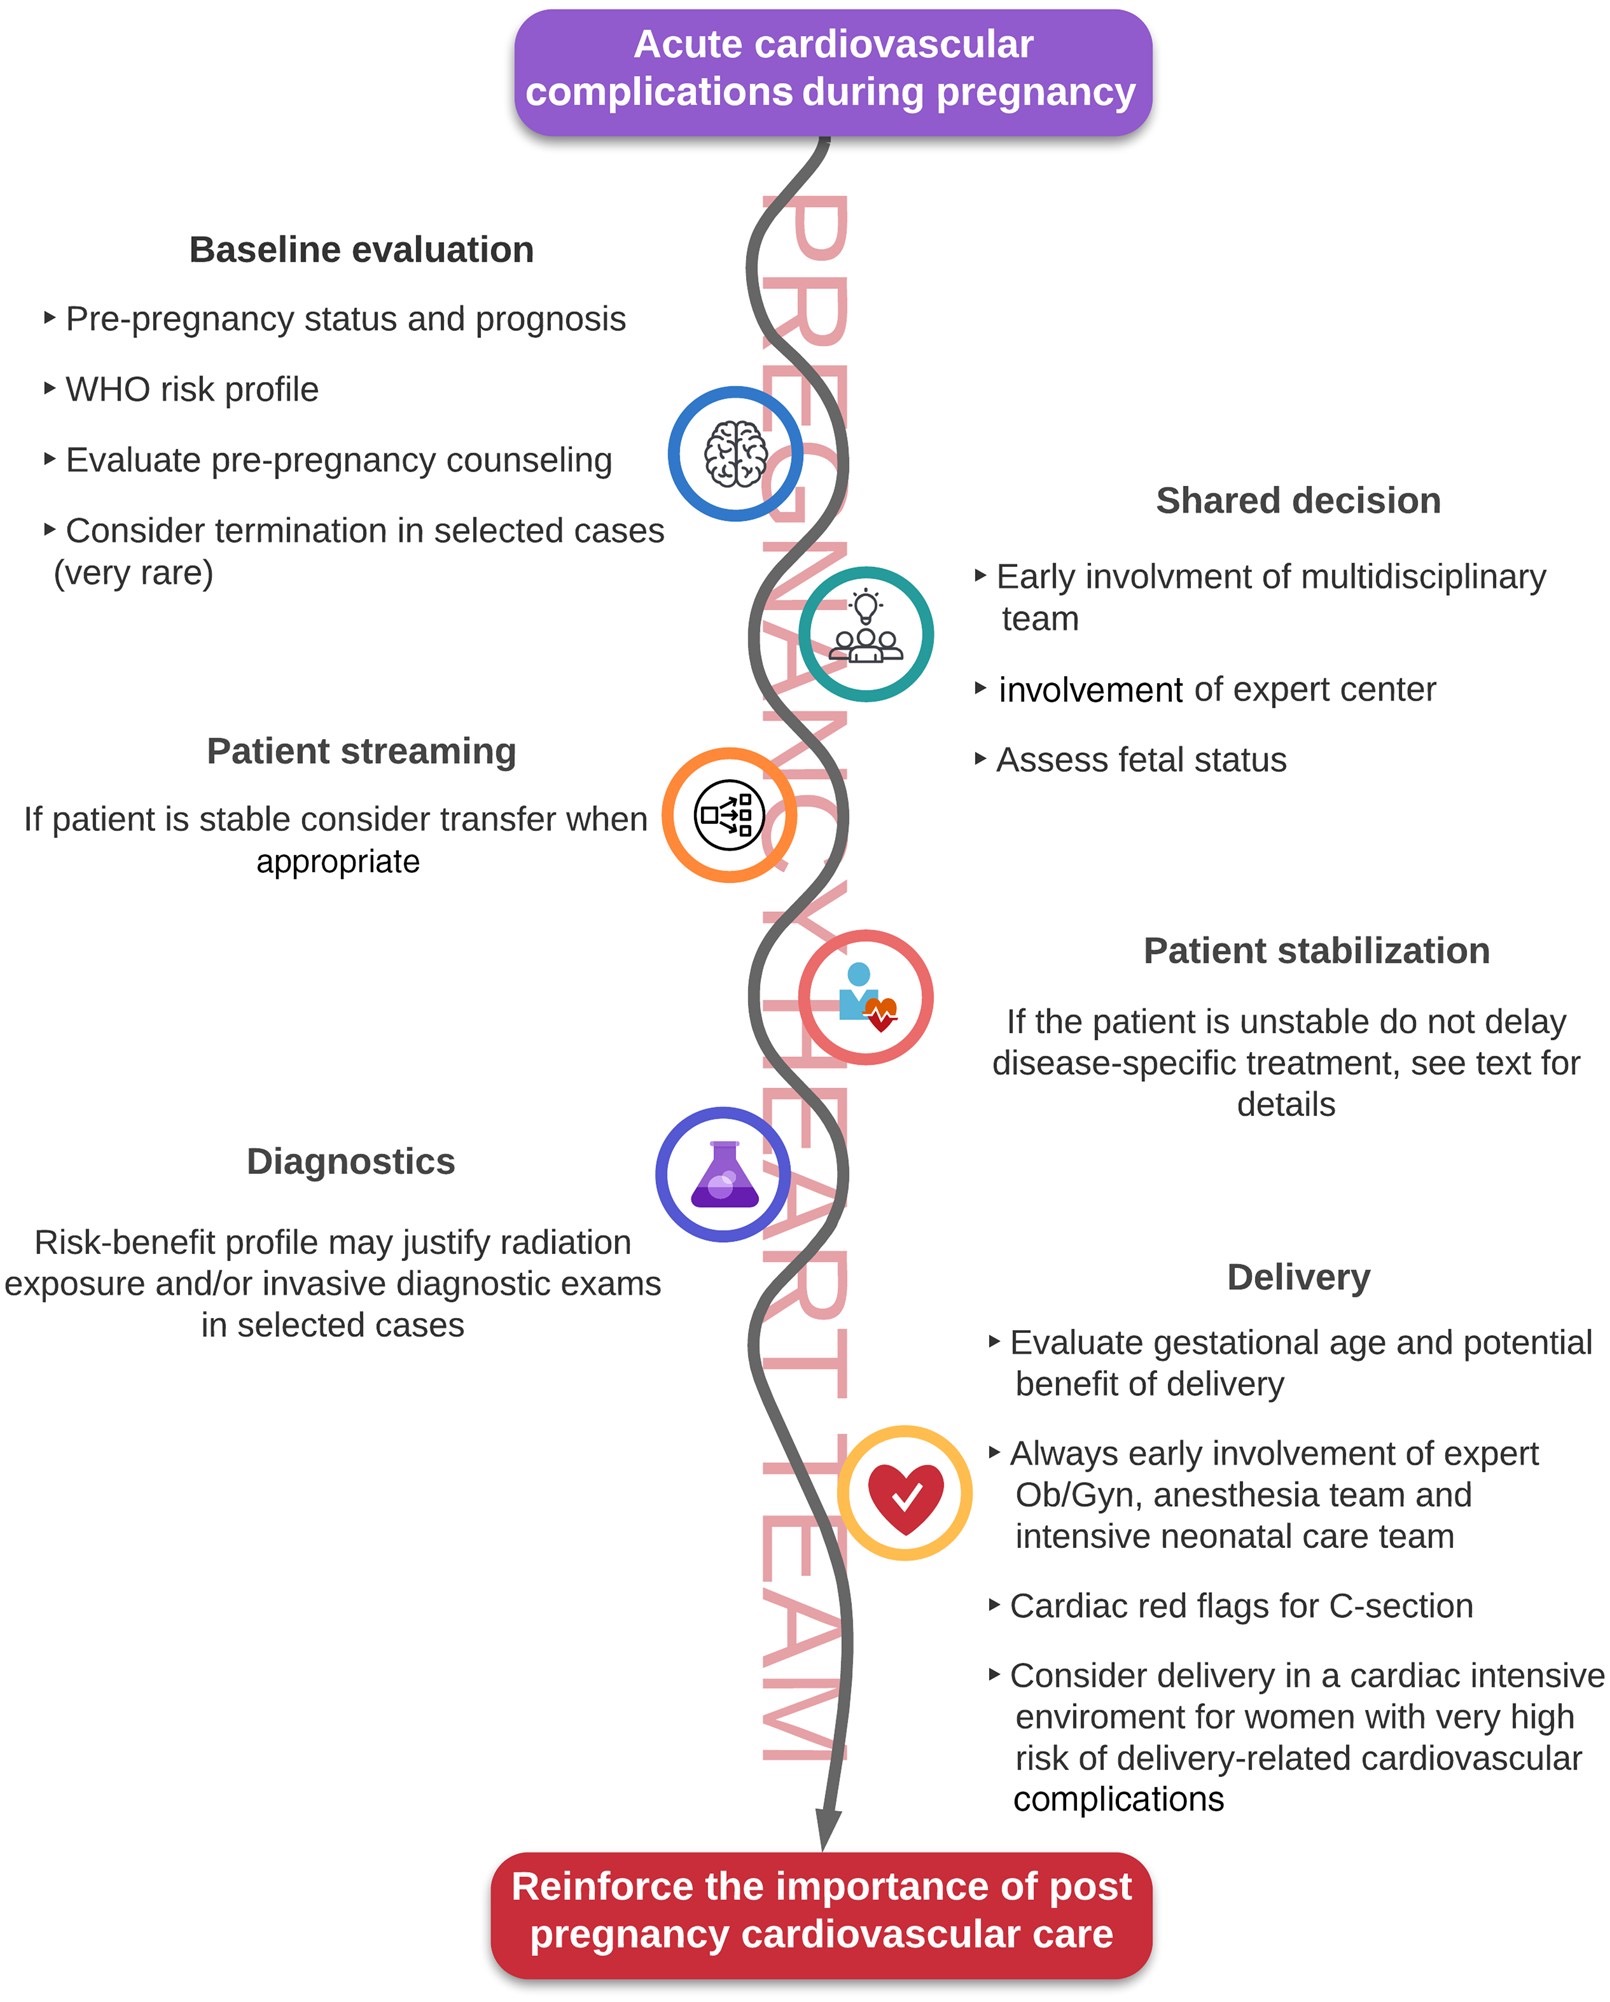 Acute cardiovascular
complications during pregnancy
PREGNANCY HEART TEAM
Baseline evaluation
‣ Pre-pregnancy status and prognosis
‣ WHO risk profile
‣ Evaluate pre-pregnancy counseling
‣ Consider termination in selected cases
(very rare)
Shared decision
‣ Early involvment of multidisciplinary
team
‣ involvement of expert center
‣ Assess fetal status
Patient streaming
If patient is stable consider transfer when
appropriate
Patient stabilization
If the patient is unstable do not delay
disease-specific treatment, see text for
details
Diagnostics
Risk-benefit profile may justify radiation
exposure and/or invasive diagnostic exams
in selected cases
Delivery
‣ Evaluate gestational age and potential
benefit of delivery
‣ Always early involvement of expert
Ob/Gyn, anesthesia team and
intensive neonatal care team
‣ Cardiac red flags for C-section
‣ Consider delivery in a cardiac intensive
enviroment for women with very high
risk of delivery-related cardiovascular
complications
Reinforce the importance of post
pregnancy cardiovascular care